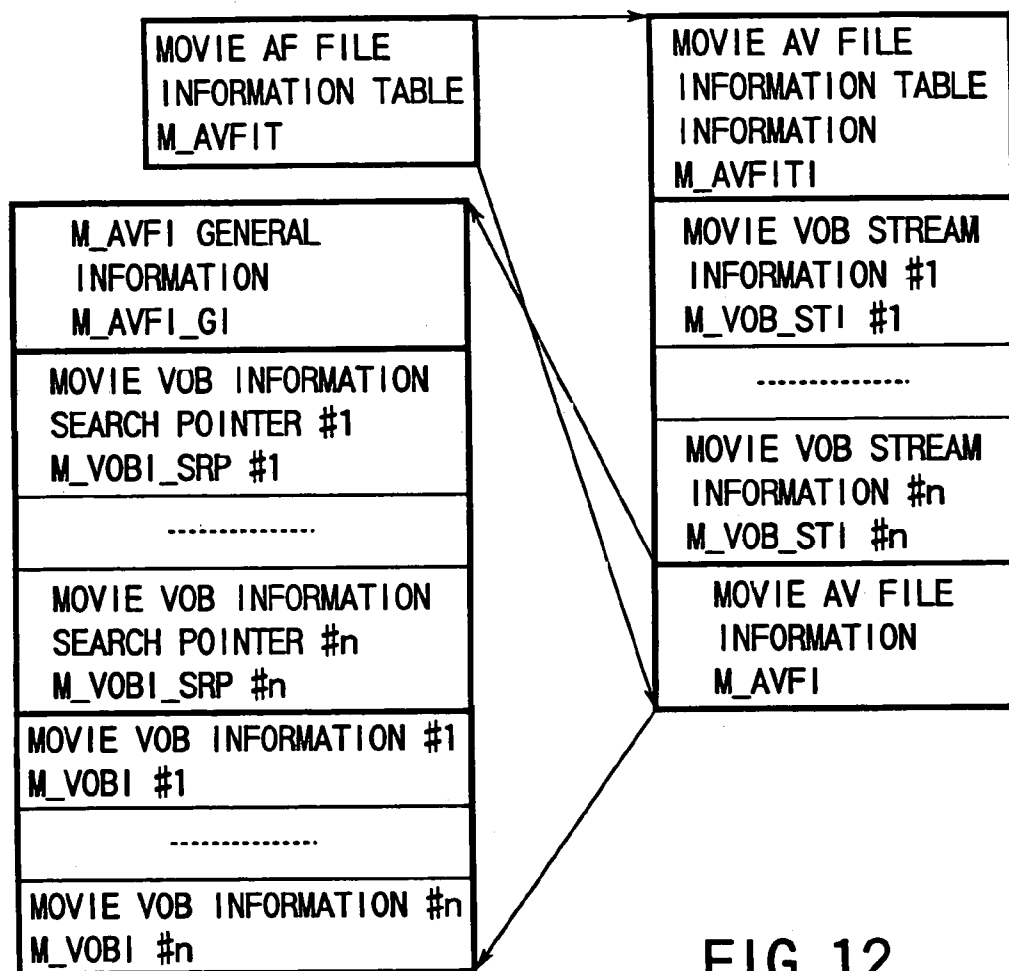 MOVIE AF FILE
INFORMATION TABLE
M_AVFIT
MOVIE AV FILE
INFORMATION TABLE
INFORMATION
M_AVFITI
MOVIE VOB STREAM
INFORMATION #1
M_VOB_STI #1
...............
MOVIE VOB STREAM
INFORMATION #n
M_VOB_STI #n
MOVIE AV FILE
INFORMATION
M_AVFI
M_AVFI GENERAL
INFORMATION
M_AVFI_GI
MOVIE VOB INFORMATION
SEARCH POINTER #1
M_VOBI_SRP #1
...............
MOVIE VOB INFORMATION
SEARCH POINTER #n
M_VOBI_SRP #n
MOVIE VOB INFORMATION #1
M_VOBI #1
...............
MOVIE VOB INFORMATION #n
M_VOBI #n
FIG. 12